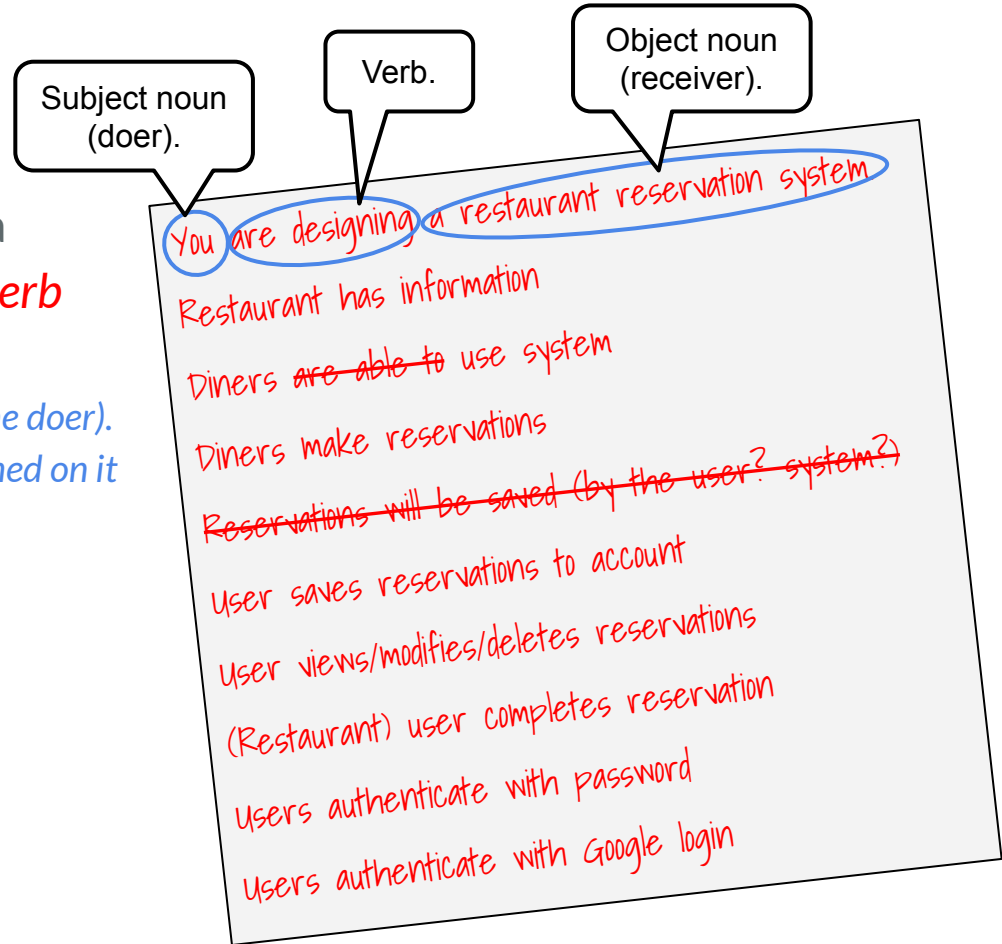 Subject noun
(doer).
Verb.
Object noun
(receiver).
erb
e doer).
ned on it
You are designing a restaurant reservation system
Restaurant has information
Diners are able to use system
Diners make reservations
Reservations will be saved (by the user? system?)
User saves reservations to account
User views/modifies/deletes reservations
(Restaurant) user completes reservation
Users authenticate with password
Users authenticate with Google login